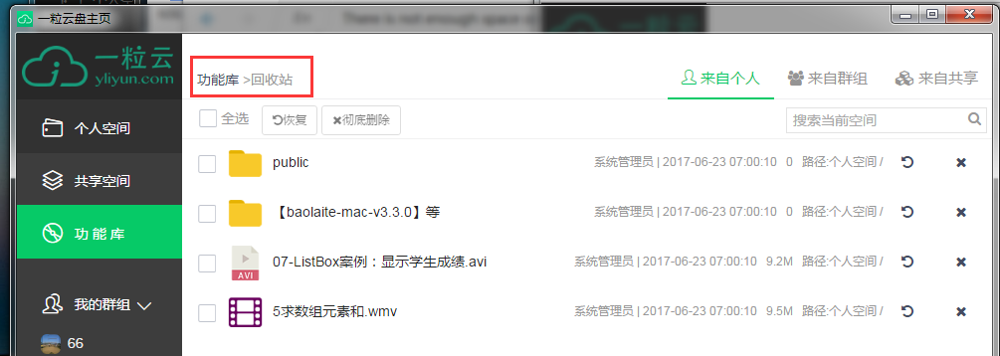 一粒云盘主页
There is not enough space o
一粒云
yliyun.com
功能库 >回收站
来自个人
来自群组
来自共享
全选
恢复
彻底删除
搜索当前空间
个人空间
共享空间
功 能 库
我的群组
66
public 系统管理员 | 2017-06-23 07:00:10 0 路径:个人空间 /
【baolaite-mac-v3.3.0】等 系统管理员 | 2017-06-23 07:00:10 0 路径:个人空间 /
AVI
07-ListBox案例：显示学生成绩.avi 系统管理员 | 2017-06-23 07:00:10 9.2M 路径:个人空间 /
5求数组元素和.wmv 系统管理员 | 2017-06-23 07:00:10 9.5M 路径:个人空间 /